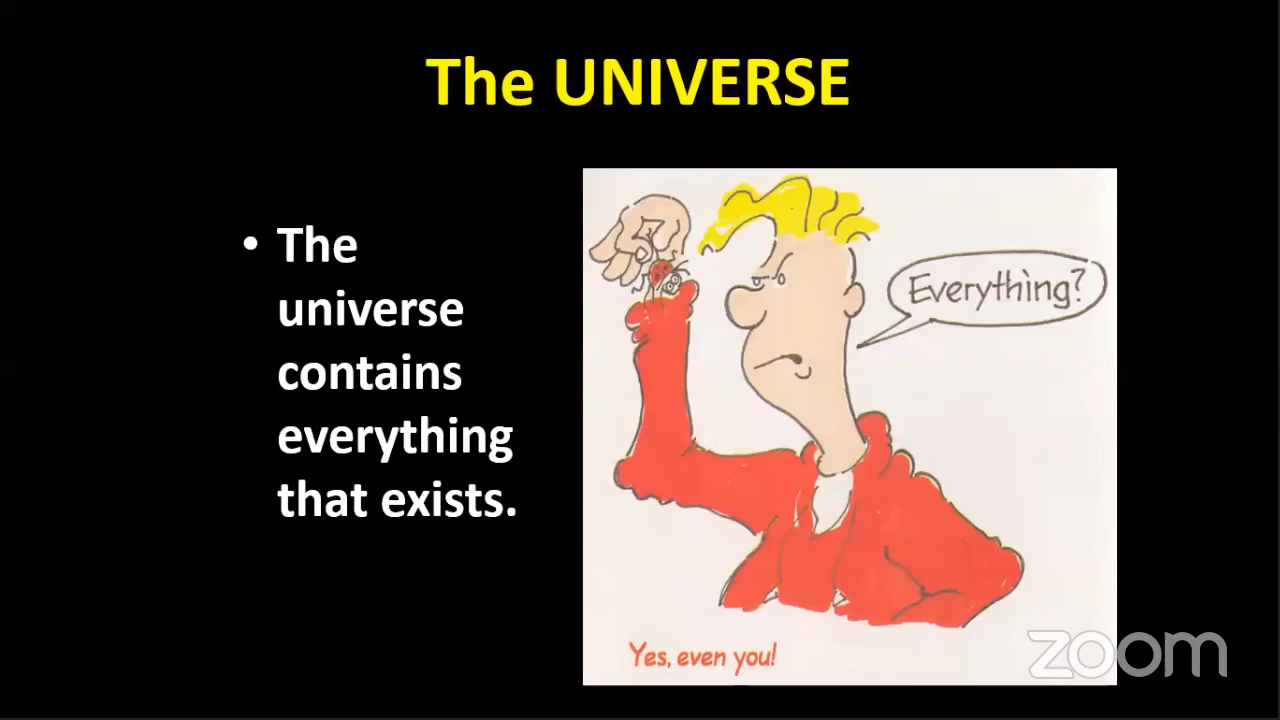 The UNIVERSE
• The
universe
contains
everything
that exists.
Everything?
Yes, even you!
zoom